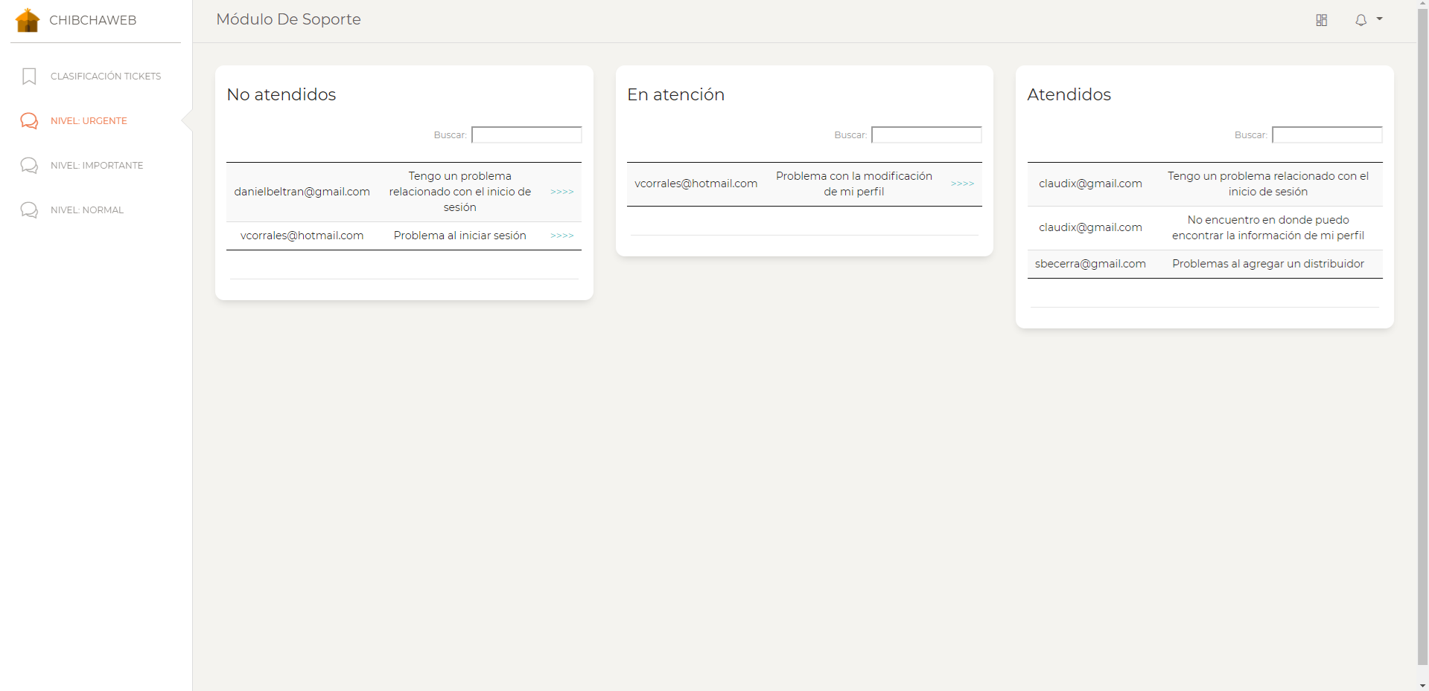 CHIBCHAWEB
Módulo De Soporte
CLASIFICACIÓN TICKETS
NIVEL: URGENTE
NIVEL: IMPORTANTE
NIVEL: NORMAL
No atendidos
Buscar:
danielbeltran@gmail.com
Tengo un problema
relacionado con el inicio de
sesión
>>>>
vcorrales@hotmail.com
Problema al iniciar sesión
>>>>
En atención
Buscar:
vcorrales@hotmail.com
Problema con la modificación
de mi perfil
>>>>
Atendidos
Buscar:
claudix@gmail.com
Tengo un problema relacionado con el
inicio de sesión
claudix@gmail.com
No encuentro en donde puedo
encontrar la información de mi perfil
sbecerra@gmail.com
Problemas al agregar un distribuidor